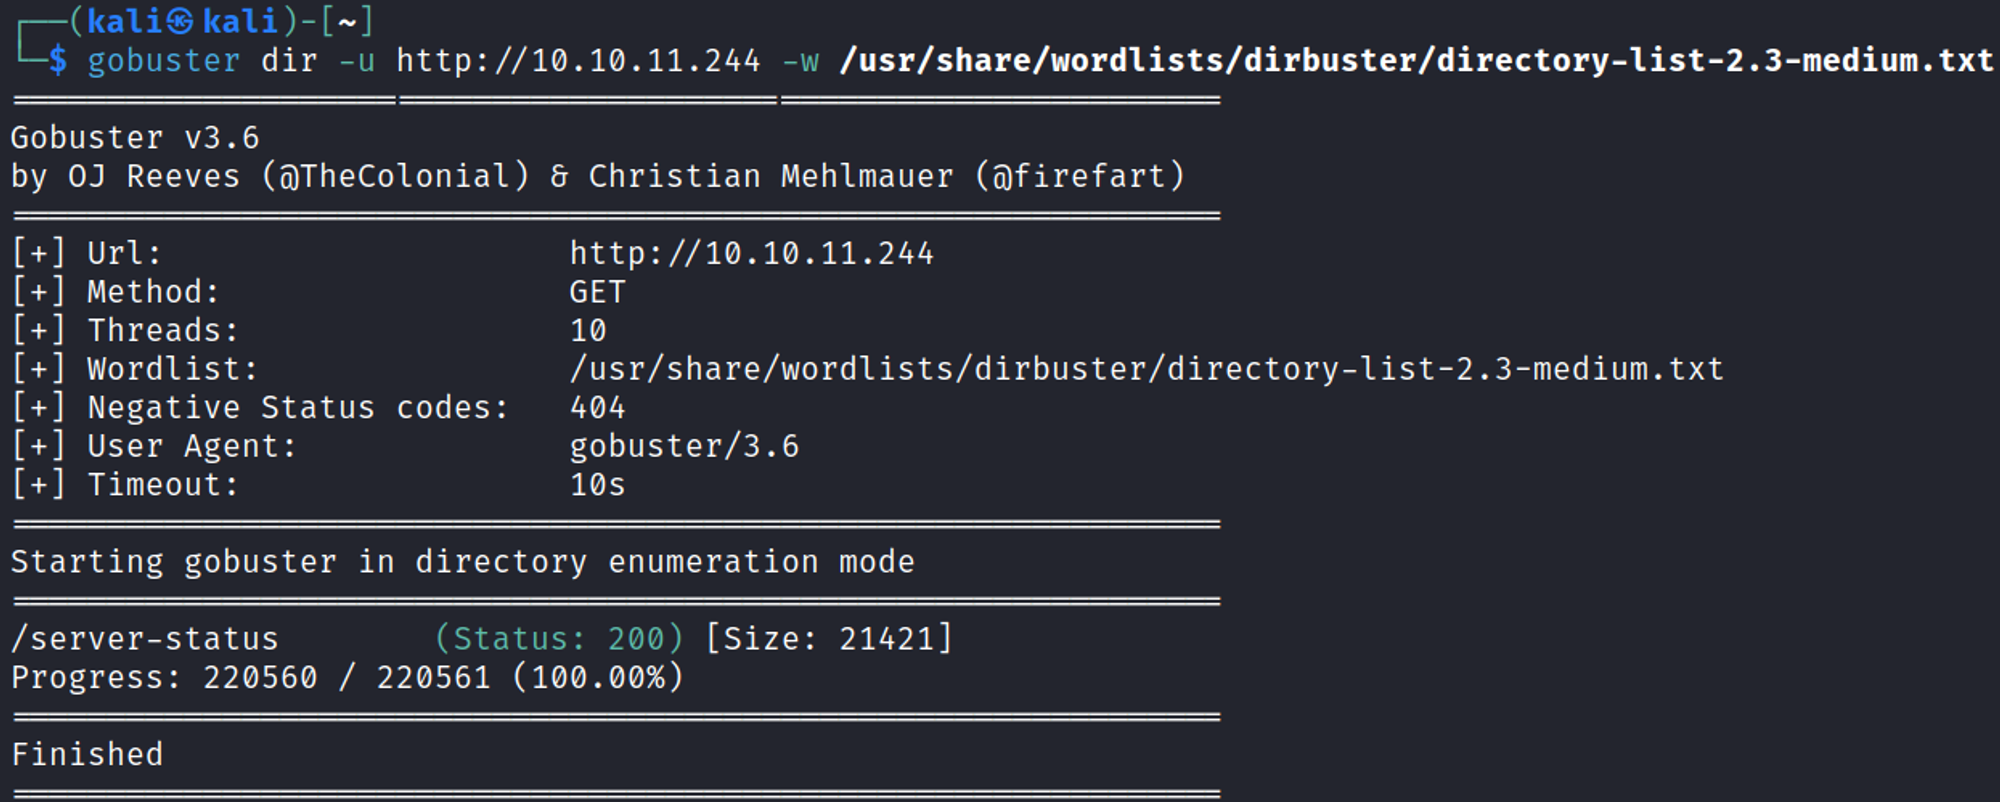 ┌──(kali㉿kali)-[~]
└─$ gobuster dir -u http://10.10.11.244 -w /usr/share/wordlists/dirbuster/directory-list-2.3-medium.txt
===============================================================
Gobuster v3.6
by OJ Reeves (@TheColonial) & Christian Mehlmauer (@firefart)
===============================================================
[+] Url:                     http://10.10.11.244
[+] Method:                  GET
[+] Threads:                 10
[+] Wordlist:                /usr/share/wordlists/dirbuster/directory-list-2.3-medium.txt
[+] Negative Status codes:   404
[+] User Agent:              gobuster/3.6
[+] Timeout:                 10s
===============================================================
Starting gobuster in directory enumeration mode
===============================================================
/server-status        (Status: 200) [Size: 21421]
Progress: 220560 / 220561 (100.00%)
===============================================================
Finished
===============================================================